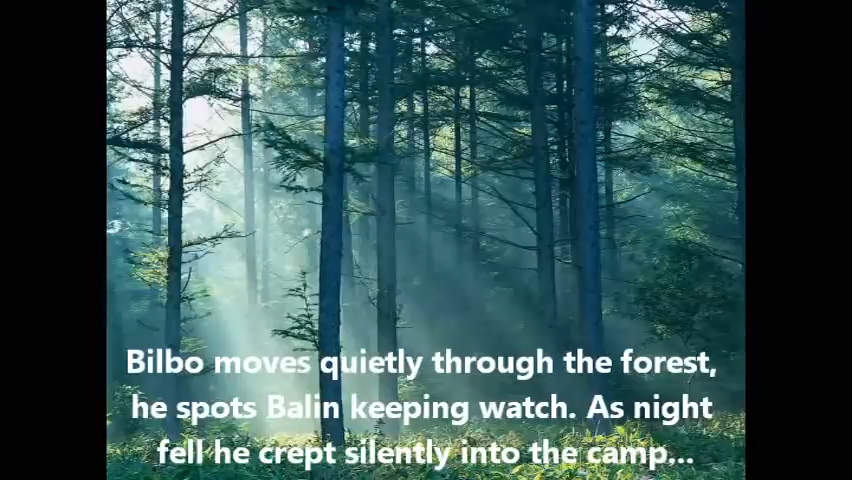 Bilbo moves quietly through the forest,
he spots Balin keeping watch. As night
fell he crept silently into the camp...